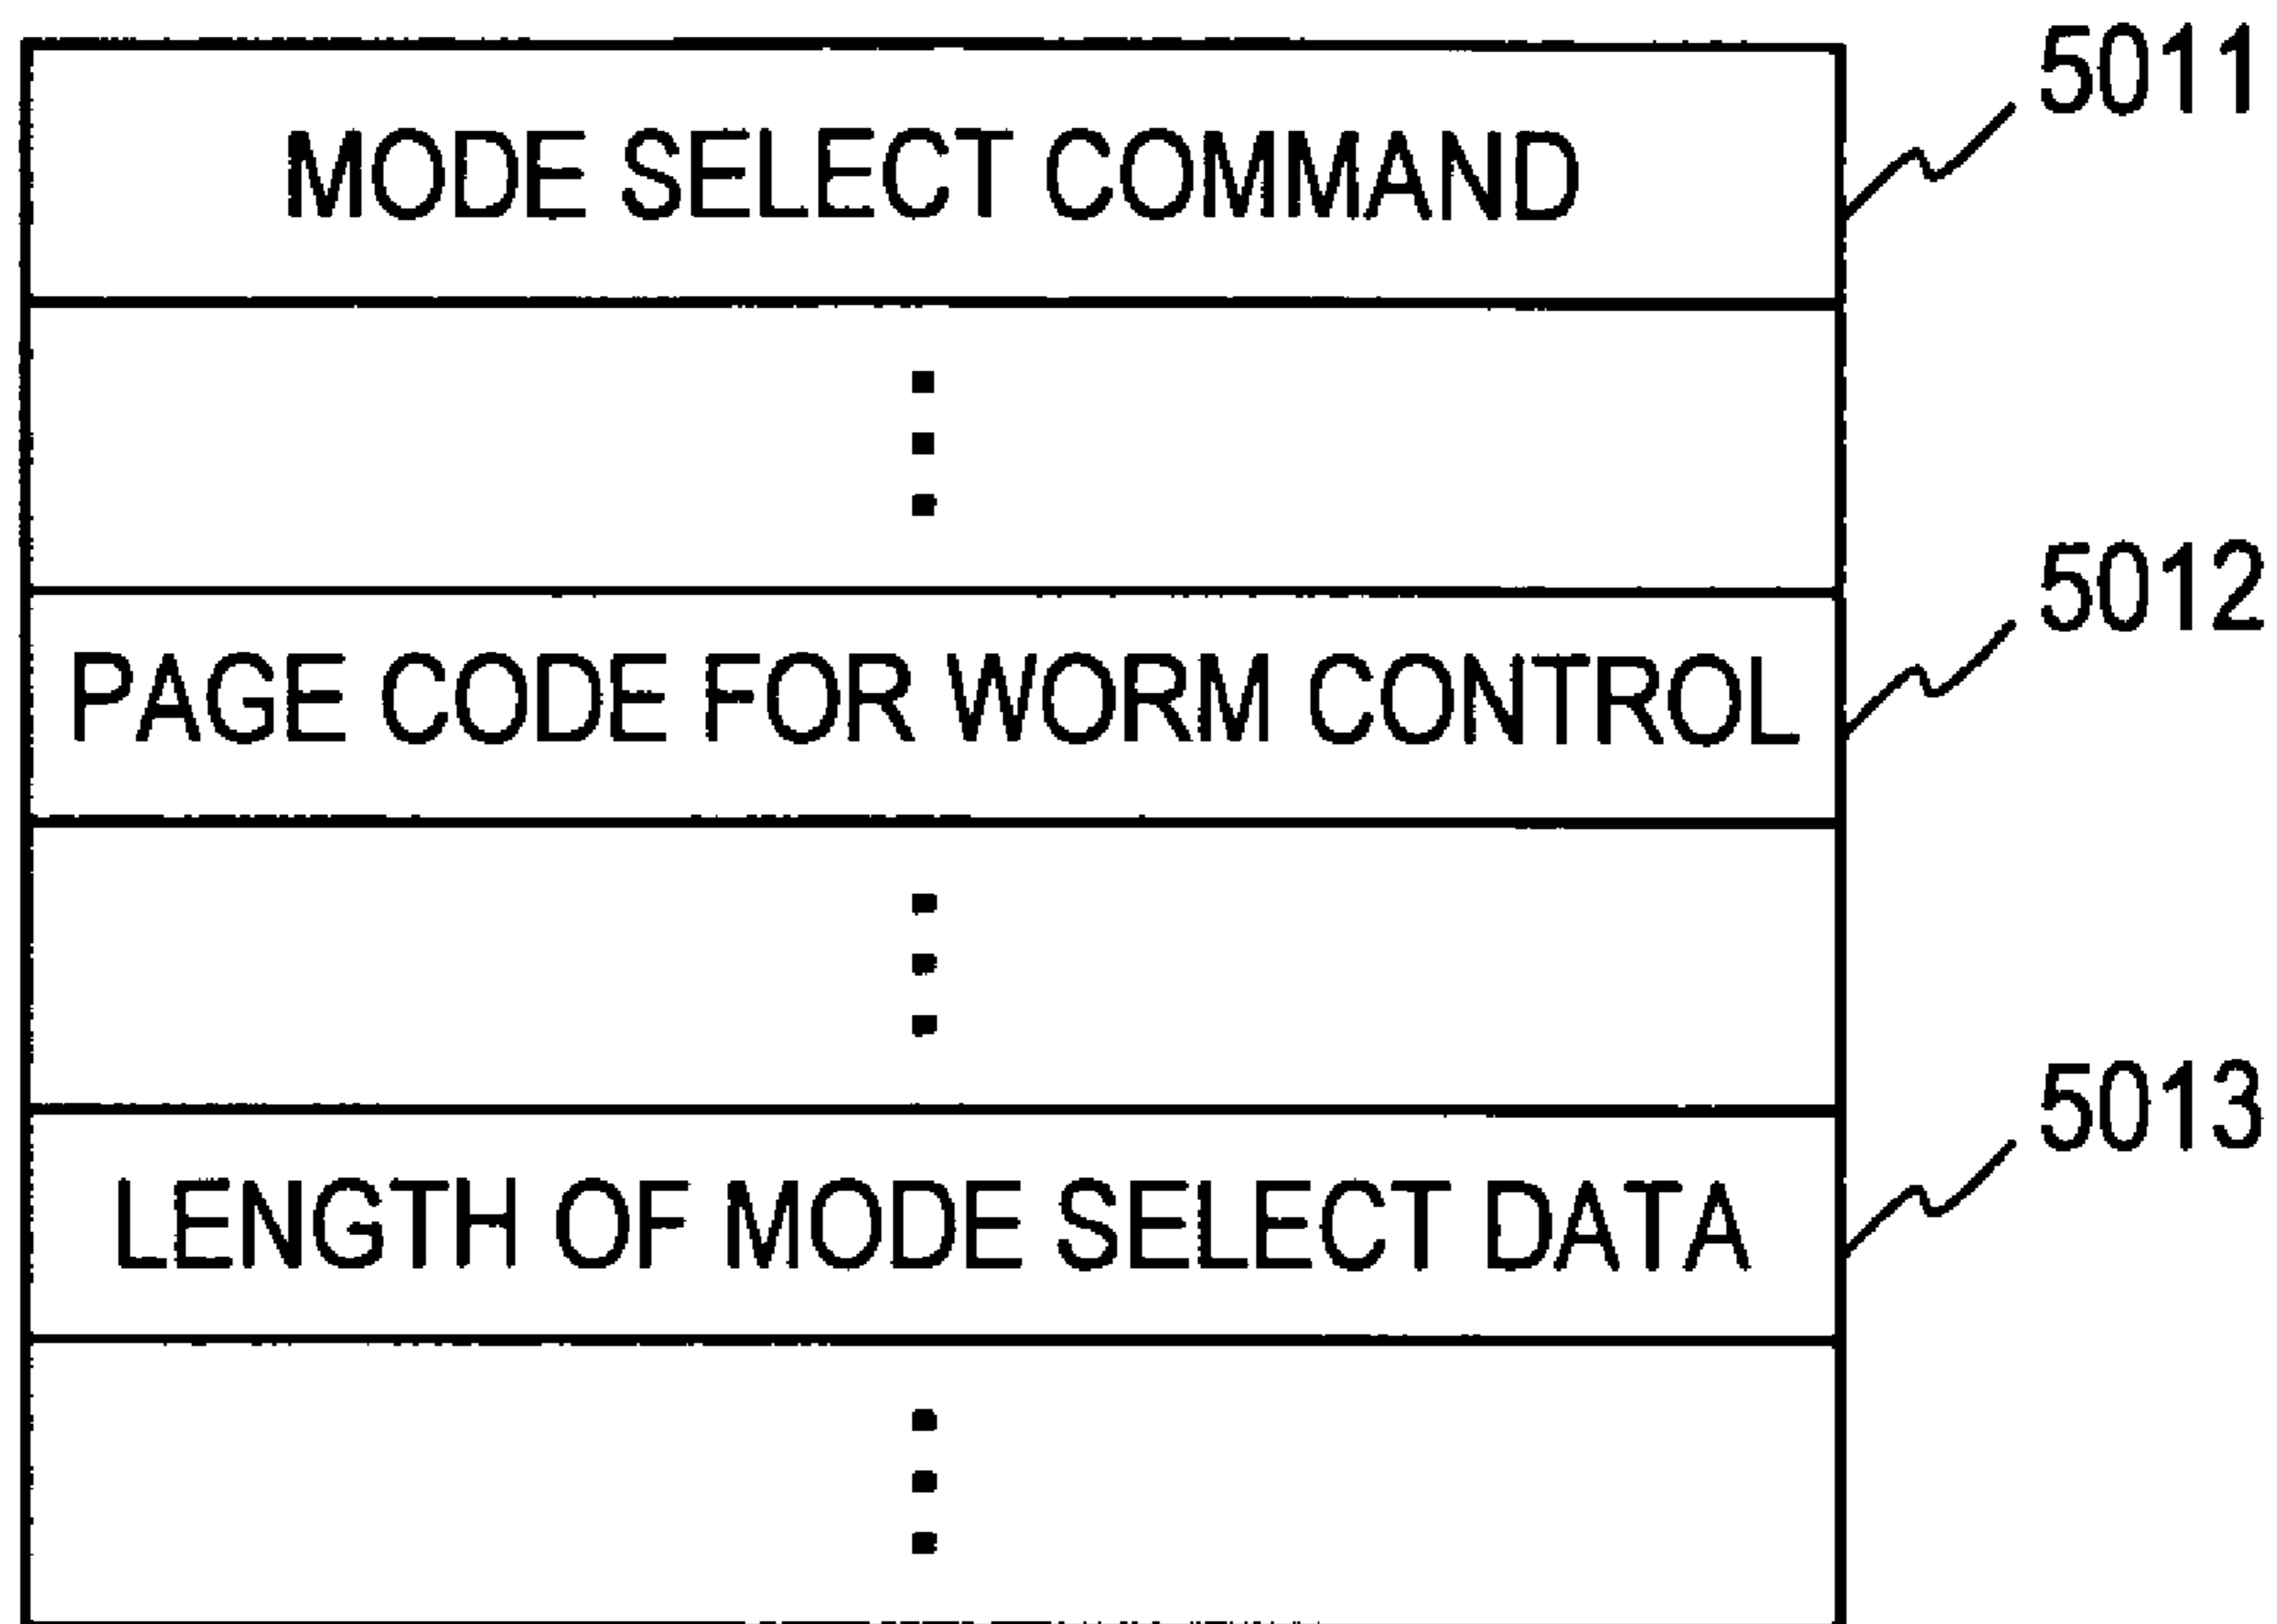 MODE SELECT COMMAND
5011
PAGE CODE FOR WORM CONTROL
5012
LENGTH OF MODE SELECT DATA
5013